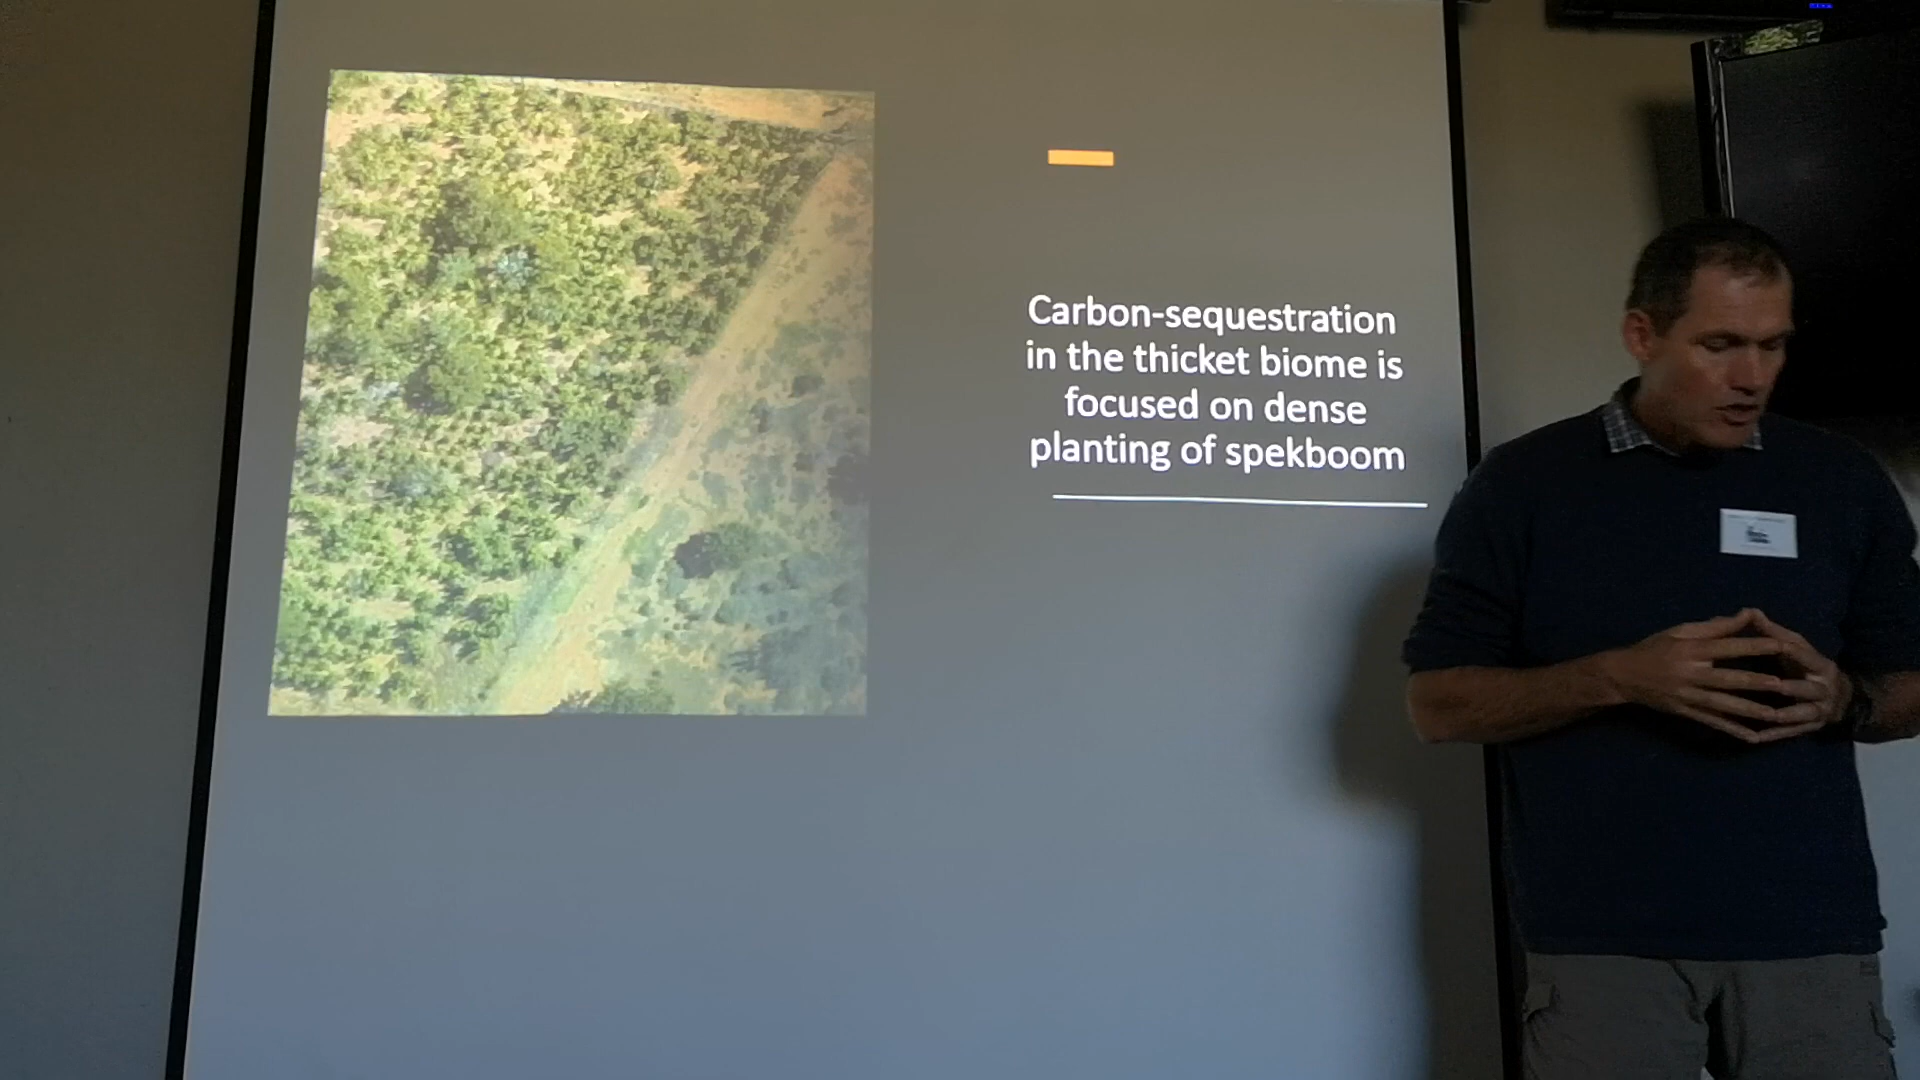 Carbon-sequestration
in the thicket biome is
focused on dense
planting of spekboom